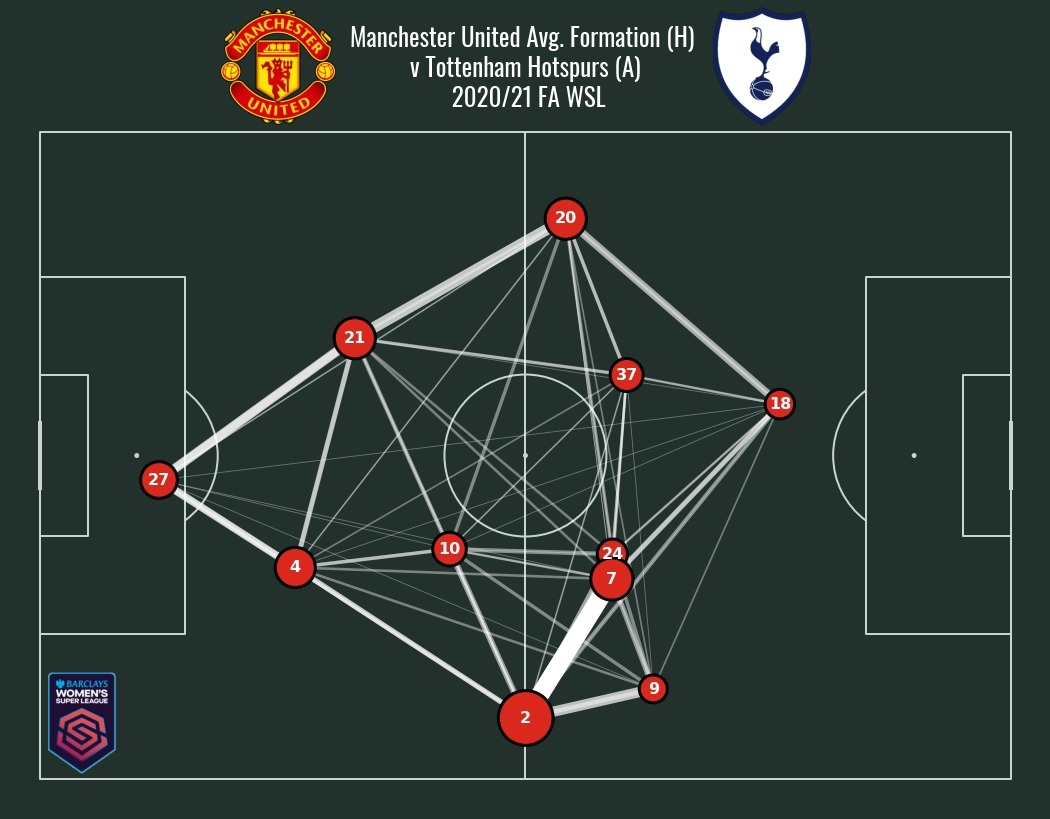 Manchester United Avg. Formation (H)
v Tottenham Hotspurs (A)
2020/21 FA WSL
MANCHESTER
UNITED
20
21
37
18
27
10
24
4
7
9
2
BARCLAYS
WOMEN'S
SUPER LEAGUE